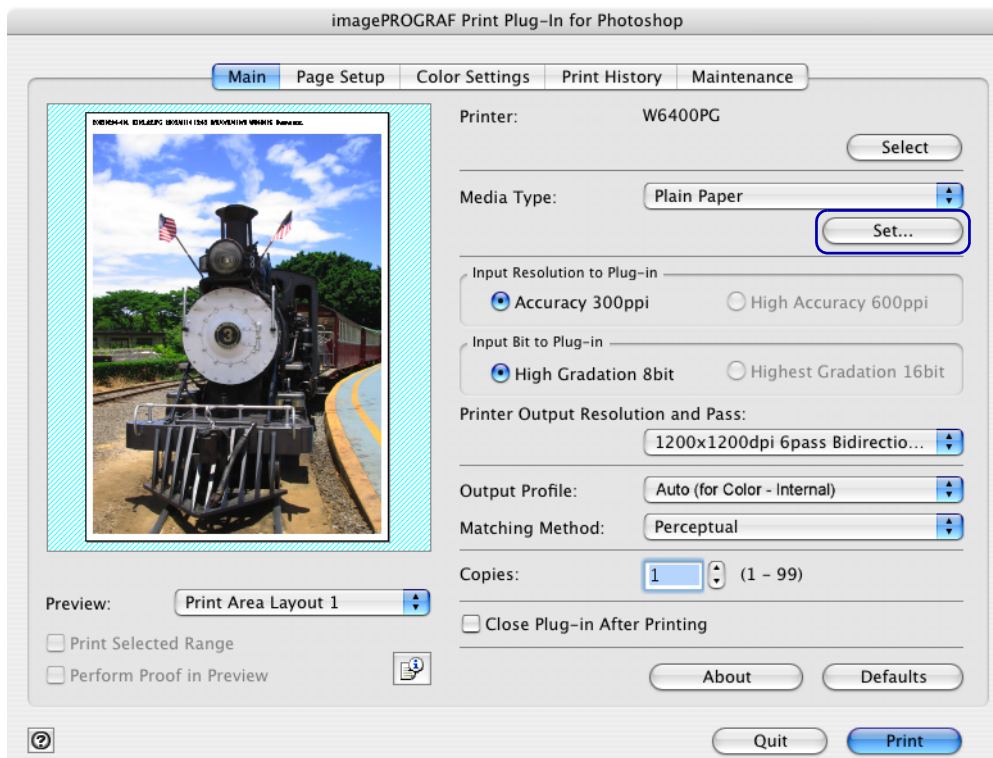 imagePROGRAF Print Plug-In for Photoshop
Main Page Setup Color Settings Print History Maintenance
Printer: W6400PG
Select
Media Type: Plain Paper
Set...
Input Resolution to Plug-in
Accuracy 300ppi High Accuracy 600ppi
Input Bit to Plug-in
High Gradation 8bit Highest Gradation 16bit
Printer Output Resolution and Pass:
1200x1200dpi 6pass Bidirectio...
Output Profile: Auto (for Color - Internal)
Matching Method: Perceptual
Copies: 1 (1 - 99)
Close Plug-in After Printing
About Defaults
3
Preview: Print Area Layout 1
Print Selected Range
Perform Proof in Preview
Quit Print